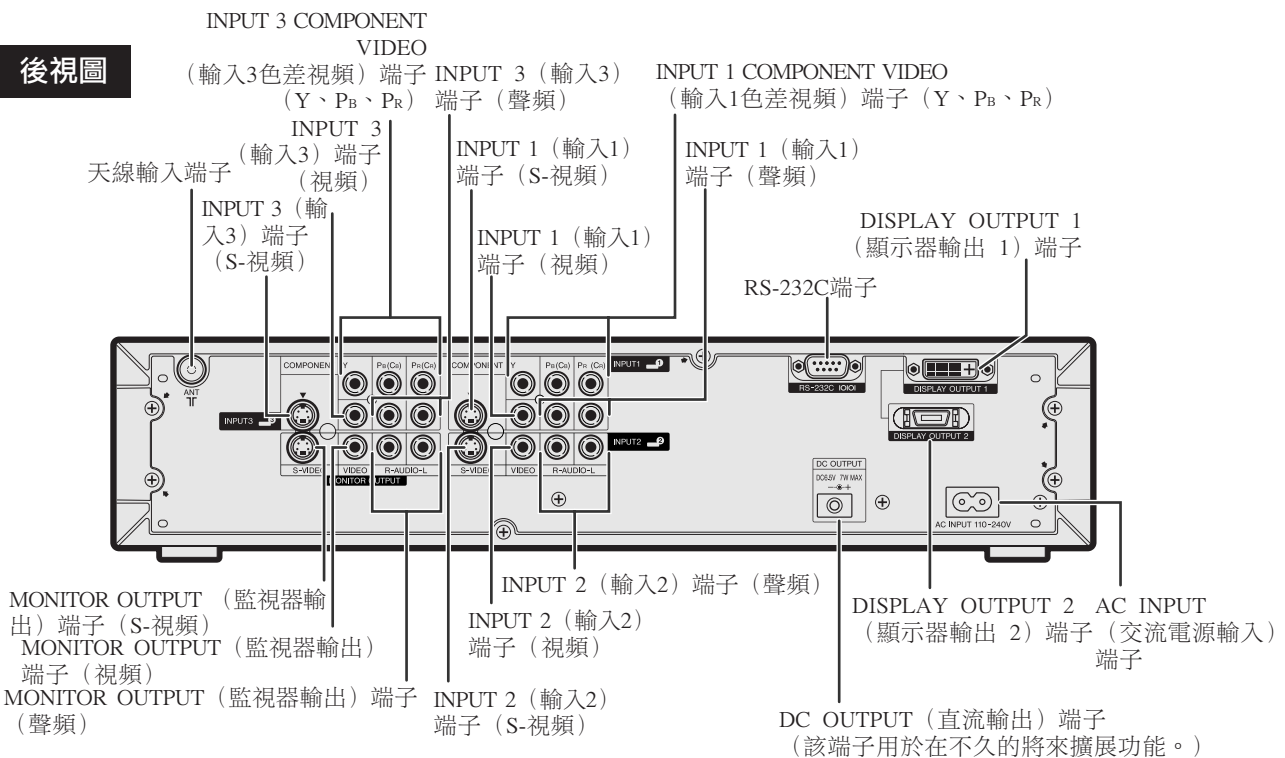 後視圖
INPUT 3 COMPONENT
VIDEO
（輸入3色差視頻）端子
（Y、PB、PR）
INPUT 3（輸入3）
端子（聲頻）
INPUT 1 COMPONENT VIDEO
（輸入1色差視頻）端子（Y、PB、PR）
INPUT 3
（輸入3）端子
（視頻）
INPUT 1（輸入1）
端子（S-視頻）
INPUT 1（輸入1）
端子（聲頻）
天線輸入端子
INPUT 3（輸
入3）端子
（S-視頻）
INPUT 1（輸入1）
端子（視頻）
DISPLAY OUTPUT 1
（顯示器輸出 1）端子
RS-232C端子
ANT
COMPONENT
Y
PB(CB)
PR(CR)
COMPONENT
Y
PB(CB)
PR (CR)
INPUT1 1
INPUT3 3
INPUT2 2
S-VIDEO
VIDEO
R-AUDIO-L
S-VIDEO
VIDEO
R-AUDIO-L
MONITOR OUTPUT
RS-232C IOIOI
DISPLAY OUTPUT 1
DISPLAY OUTPUT 2
DC OUTPUT
DC6.5V 7W MAX
AC INPUT 110-240V
MONITOR OUTPUT （監視器輸
出）端子（S-視頻）
MONITOR OUTPUT（監視器輸出）
端子（視頻）
MONITOR OUTPUT（監視器輸出）端子
（聲頻）
INPUT 2（輸入2）端子（聲頻）
INPUT 2（輸入2）
端子（視頻）
INPUT 2（輸入2）
端子（S-視頻）
DISPLAY OUTPUT 2
（顯示器輸出 2）端子
AC INPUT
（交流電源輸入）
端子
DC OUTPUT（直流輸出）端子
（該端子用於在不久的將來擴展功能。）